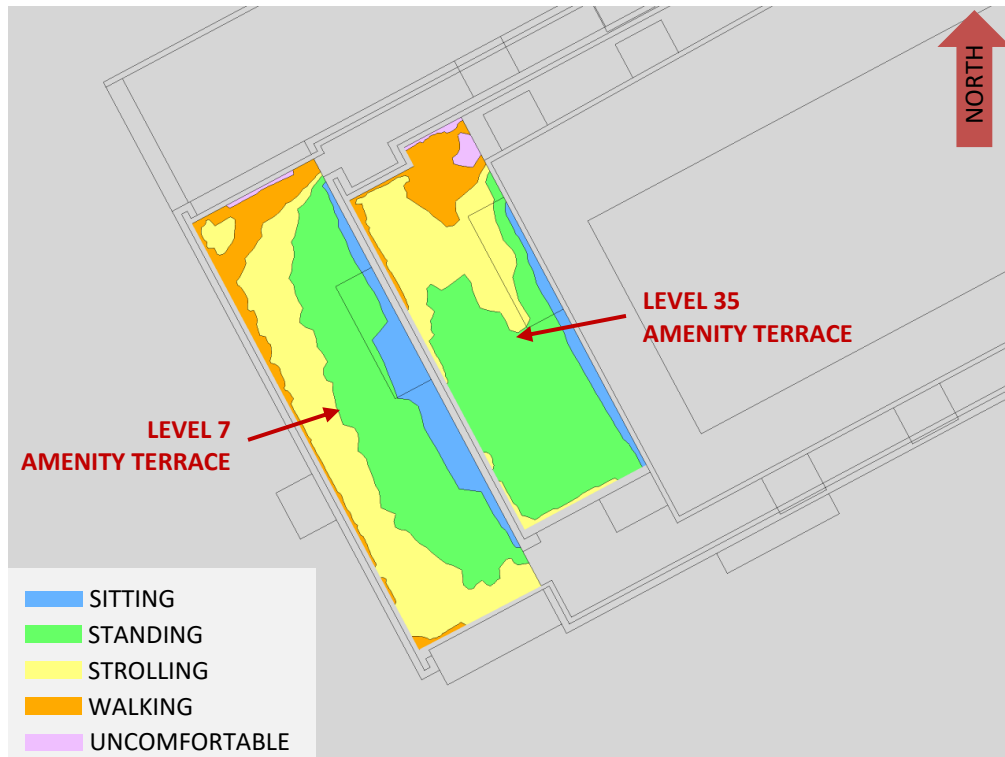 NORTH
LEVEL 35
AMENITY TERRACE
LEVEL 7
AMENITY TERRACE
SITTING
STANDING
STROLLING
WALKING
UNCOMFORTABLE